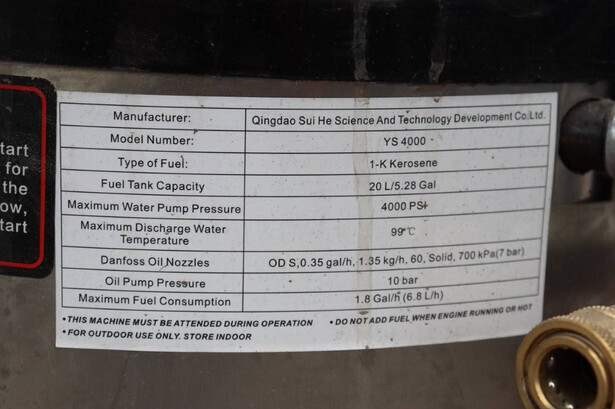 tart
for
the
ow,
tart
Manufacturer: Qingdao Sui He Science And Technology Development Co.Ltd.
Model Number: YS 4000
Type of Fuel: 1-K Kerosene
Fuel Tank Capacity 20 L/5.28 Gal
Maximum Water Pump Pressure 4000 PSI
Maximum Discharge Water
Temperature 99℃
Danfoss Oil Nozzles OD S,0.35 gal/h, 1.35 kg/h, 60, Solid, 700 kPa(7 bar)
Oil Pump Pressure 10 bar
Maximum Fuel Consumption 1.8 Gal/h (6.8 L/h)
• THIS MACHINE MUST BE ATTENDED DURING OPERATION • DO NOT ADD FUEL WHEN ENGINE RUNNING OR HOT
• FOR OUTDOOR USE ONLY. STORE INDOOR